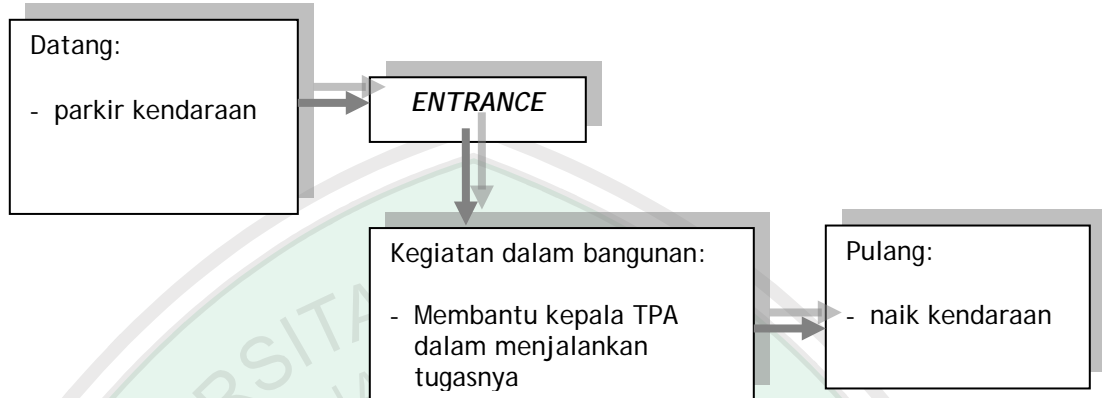 Datang:
- parkir kendaraan
ENTRANCE
Kegiatan dalam bangunan:
- Membantu kepala TPA
dalam menjalankan
tugasnya
Pulang:
- naik kendaraan